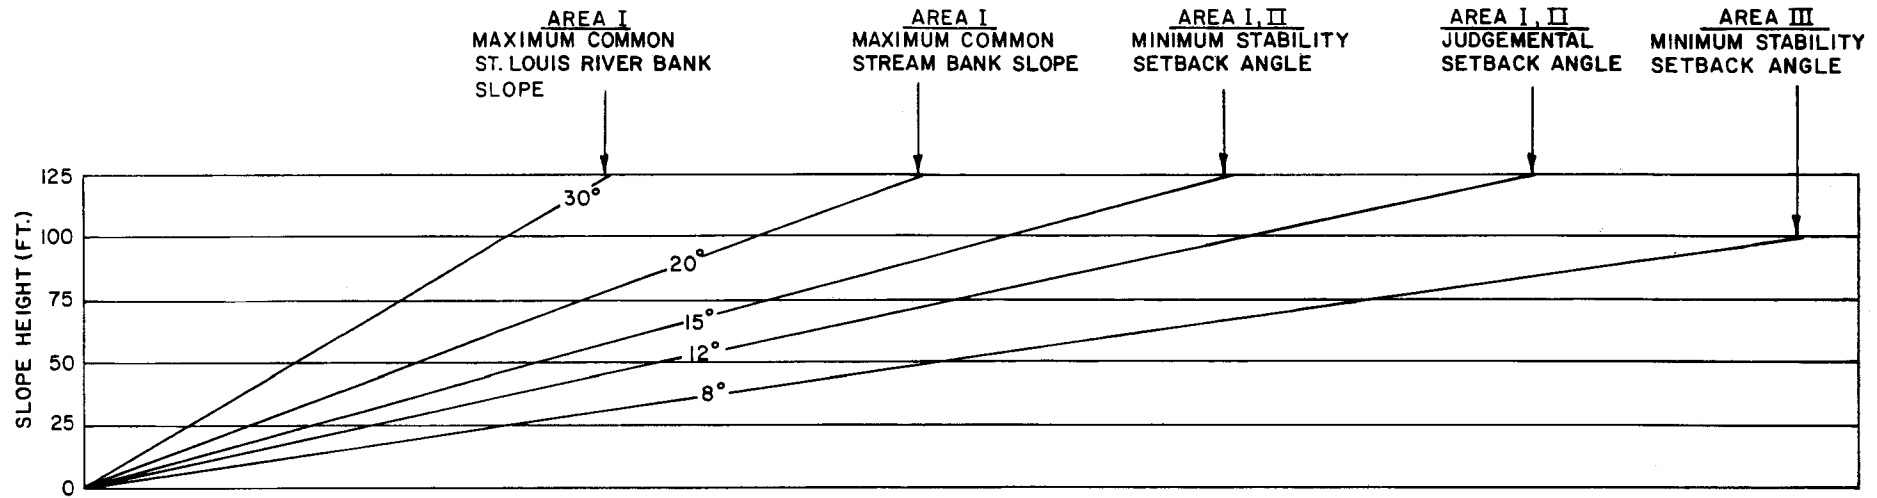 AREA I
MAXIMUM COMMON
ST. LOUIS RIVER BANK
SLOPE
AREA I
MAXIMUM COMMON
STREAM BANK SLOPE
AREA I, II
MINIMUM STABILITY
SETBACK ANGLE
AREA I, II
JUDGEMENTAL
SETBACK ANGLE
AREA III
MINIMUM STABILITY
SETBACK ANGLE
SLOPE HEIGHT (FT.)
125
100
75
50
25
0
30°
20°
15°
12°
8°